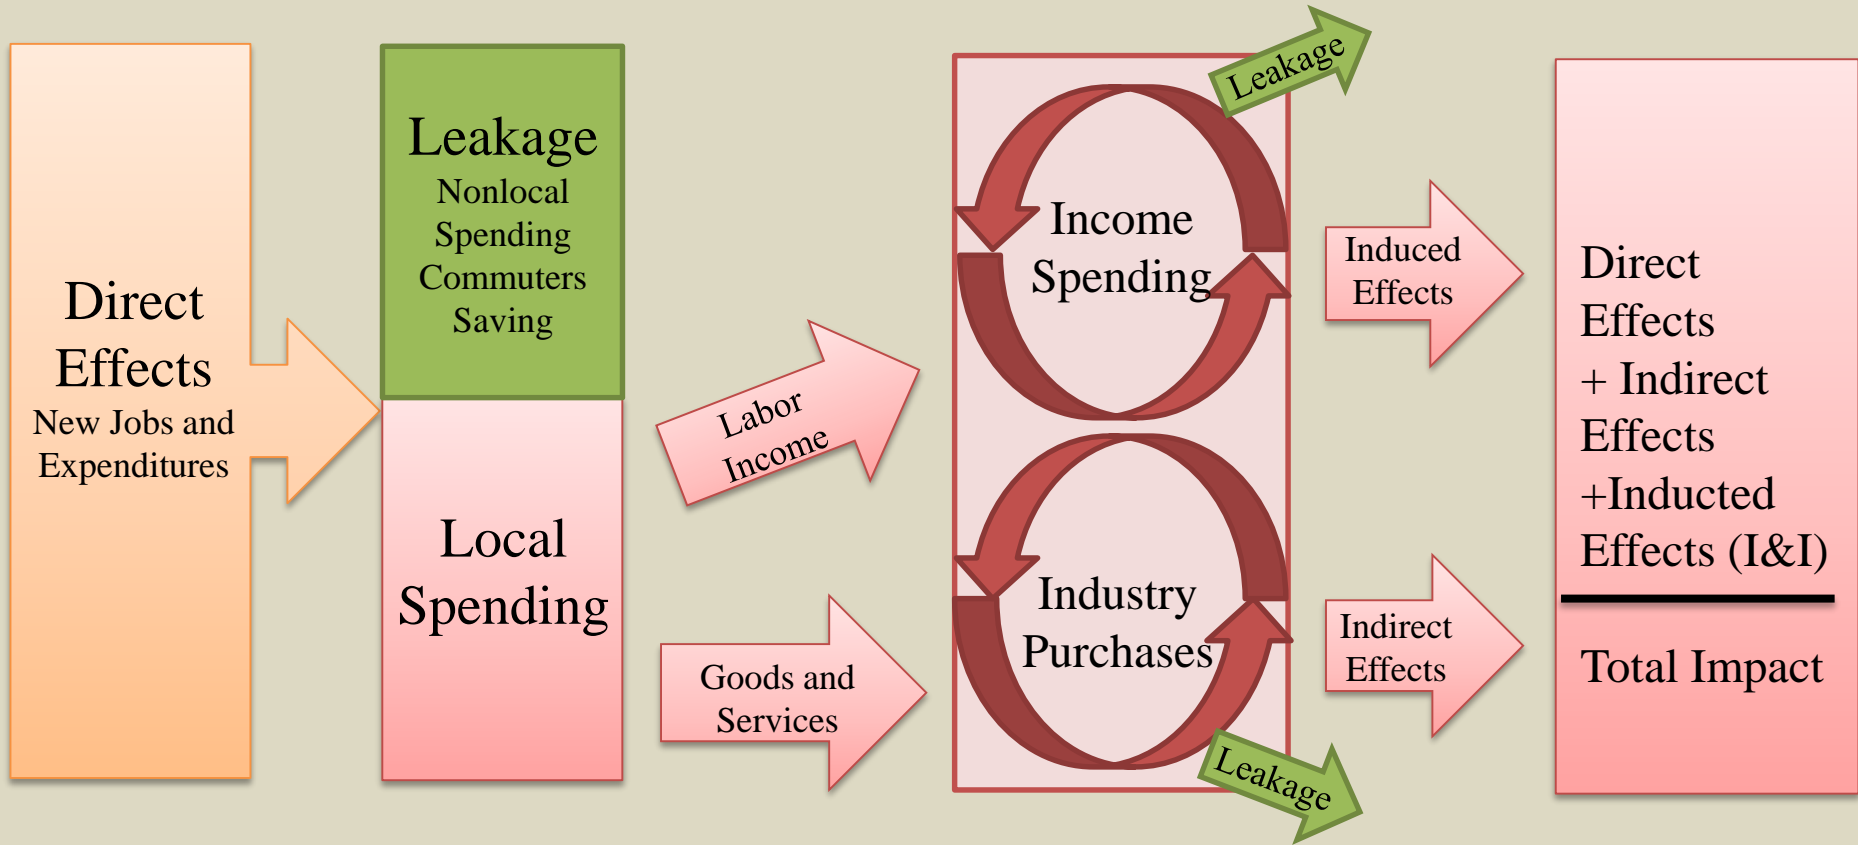 Direct
Effects
New Jobs and
Expenditures
Leakage
Nonlocal
Spending
Commuters
Saving
Local
Spending
Labor
Income
Goods and
Services
Leakage
Income
Spending
Industry
Purchases
Leakage
Induced
Effects
Indirect
Effects
Direct
Effects
+ Indirect
Effects
+Inducted
Effects (I&I)
Total Impact